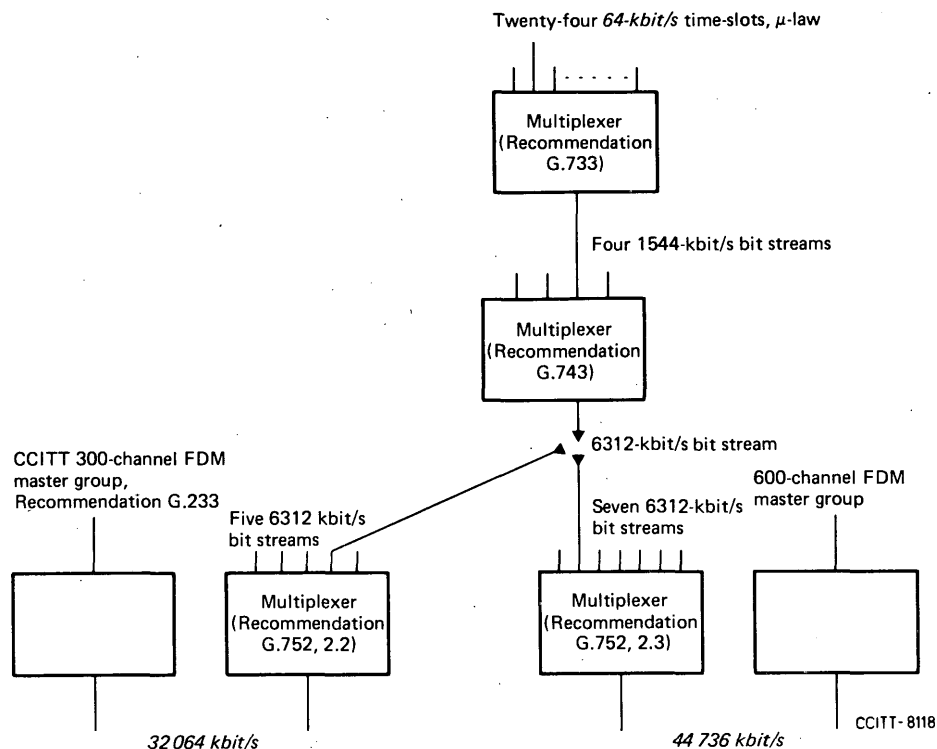 Twenty-four 64-kbit/s time-slots, μ-law
Multiplexer
(Recommendation
G.733)
Four 1544-kbit/s bit streams
Multiplexer
(Recommendation
G.743)
6312-kbit/s bit stream
CCITT 300-channel FDM
master group,
Recommendation G.233
Five 6312 kbit/s
bit streams
Seven 6312-kbit/s
bit streams
600-channel FDM
master group
Multiplexer
(Recommendation
G.752, 2.2)
Multiplexer
(Recommendation
G.752, 2.3)
32 064 kbit/s
44 736 kbit/s
CCITT-8118